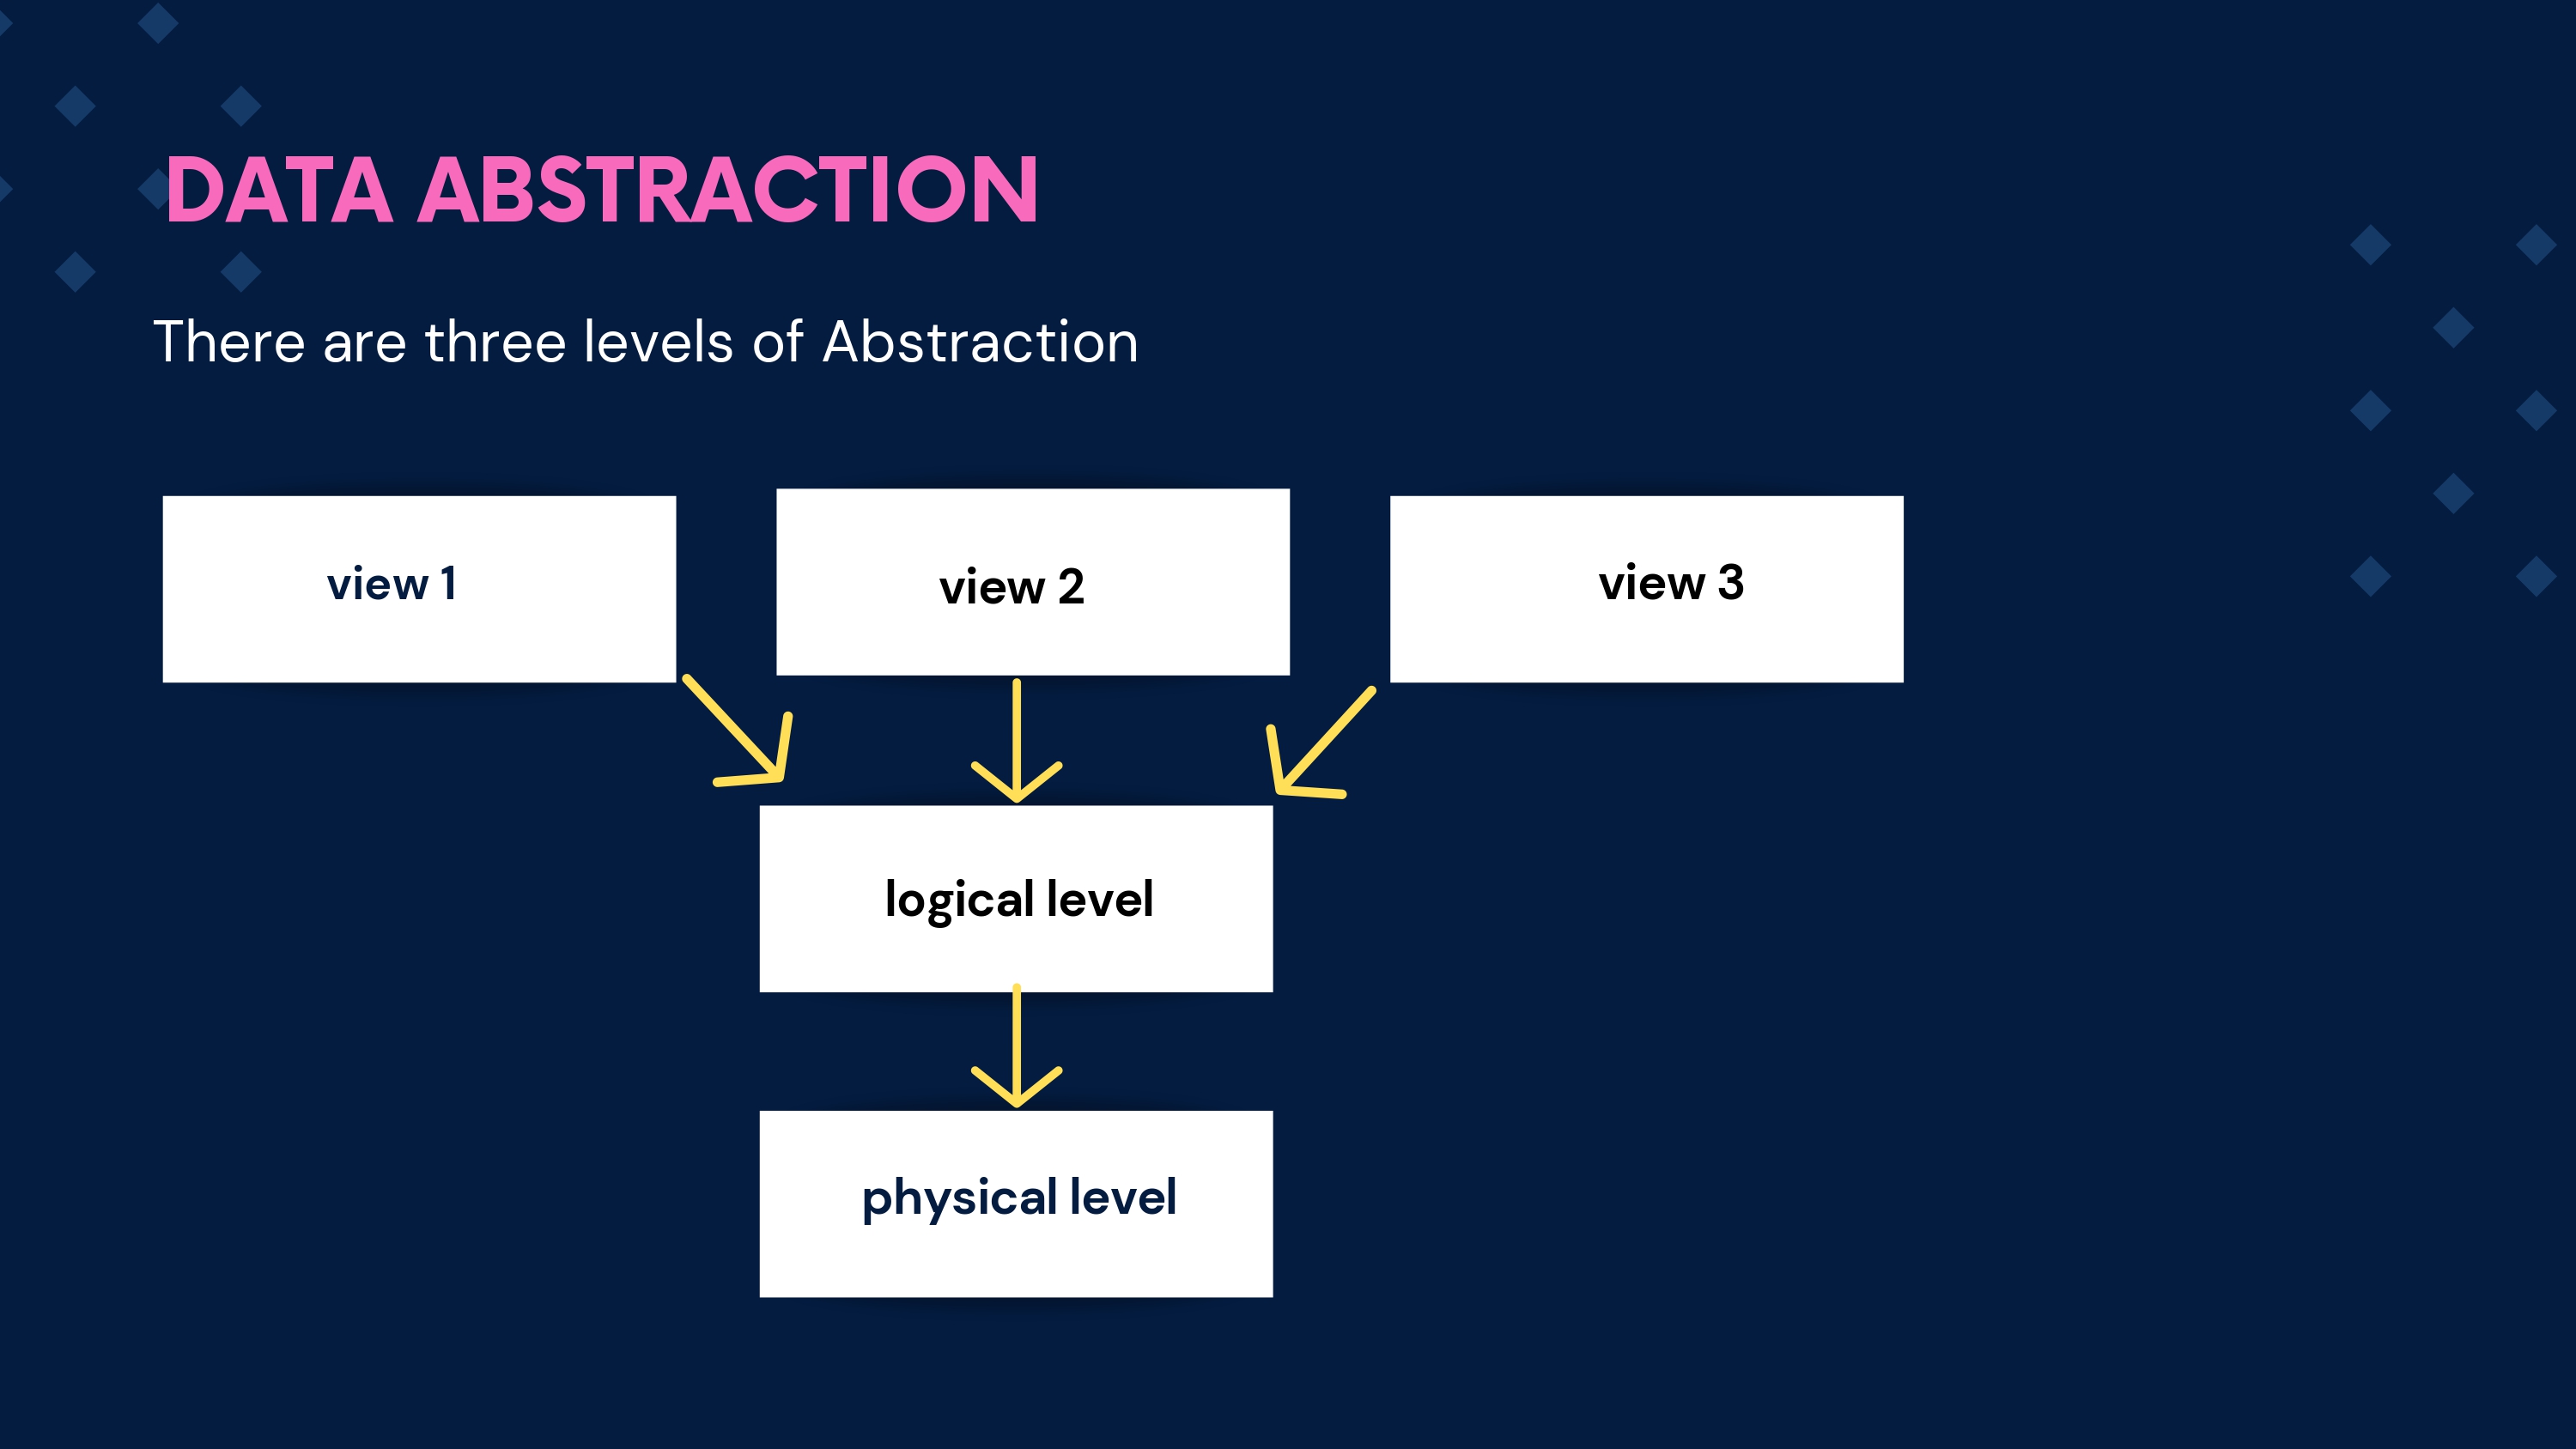 DATA ABSTRACTION
There are three levels of Abstraction
view 1
view 2
view 3
logical level
physical level